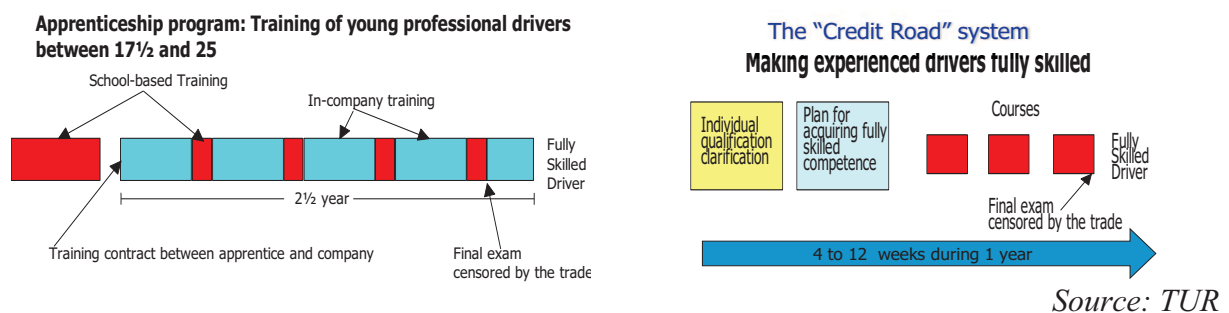 Apprenticeship program: Training of young professional drivers
between 17½ and 25
School-based Training
In-company training
Fully
Skilled
Driver
2½ year
Training contract between apprentice and company
Final exam
censored by the trade
The “Credit Road” system
Making experienced drivers fully skilled
Individual
qualification
clarification
Plan for
acquiring fully
skilled
competence
Courses
Fully
Skilled
Driver
Final exam
censored by the trade
4 to 12 weeks during 1 year
Source: TUR